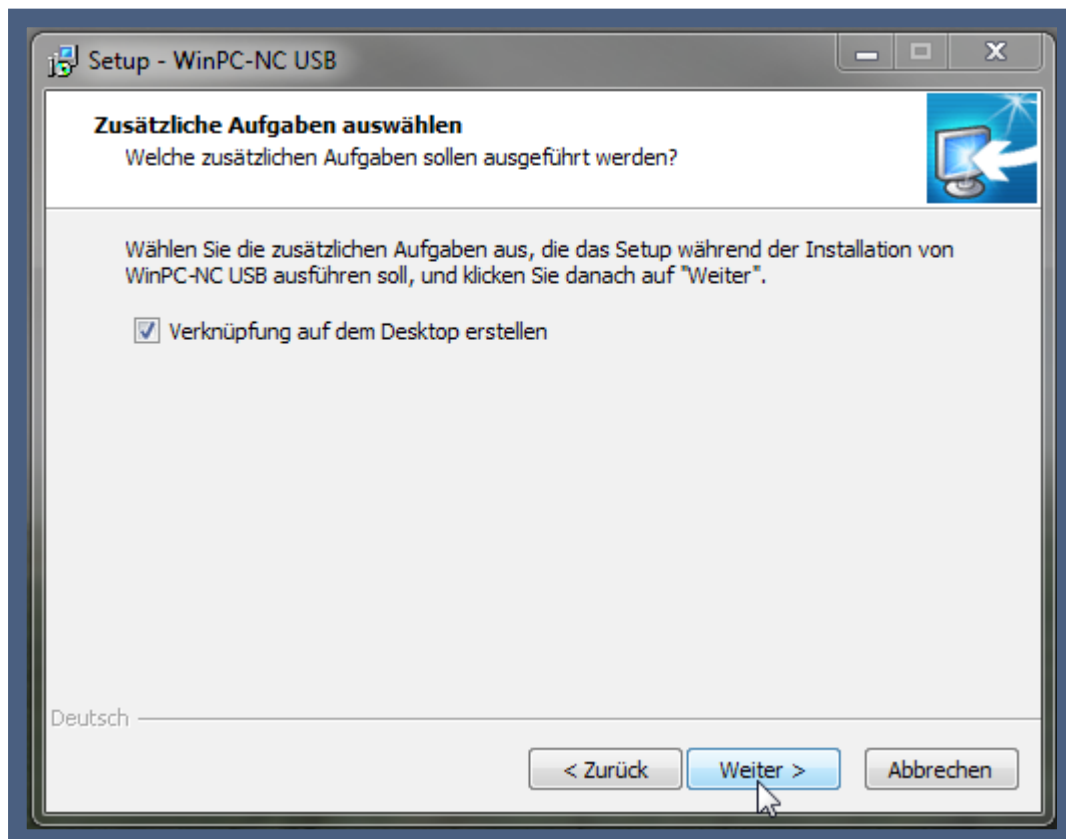 Setup - WinPC-NC USB
Zusätzliche Aufgaben auswählen
Welche zusätzlichen Aufgaben sollen ausgeführt werden?
Wählen Sie die zusätzlichen Aufgaben aus, die das Setup während der Installation von
WinPC-NC USB ausführen soll, und klicken Sie danach auf "Weiter".
Verknüpfung auf dem Desktop erstellen
Deutsch
< Zurück Weiter > Abbrechen